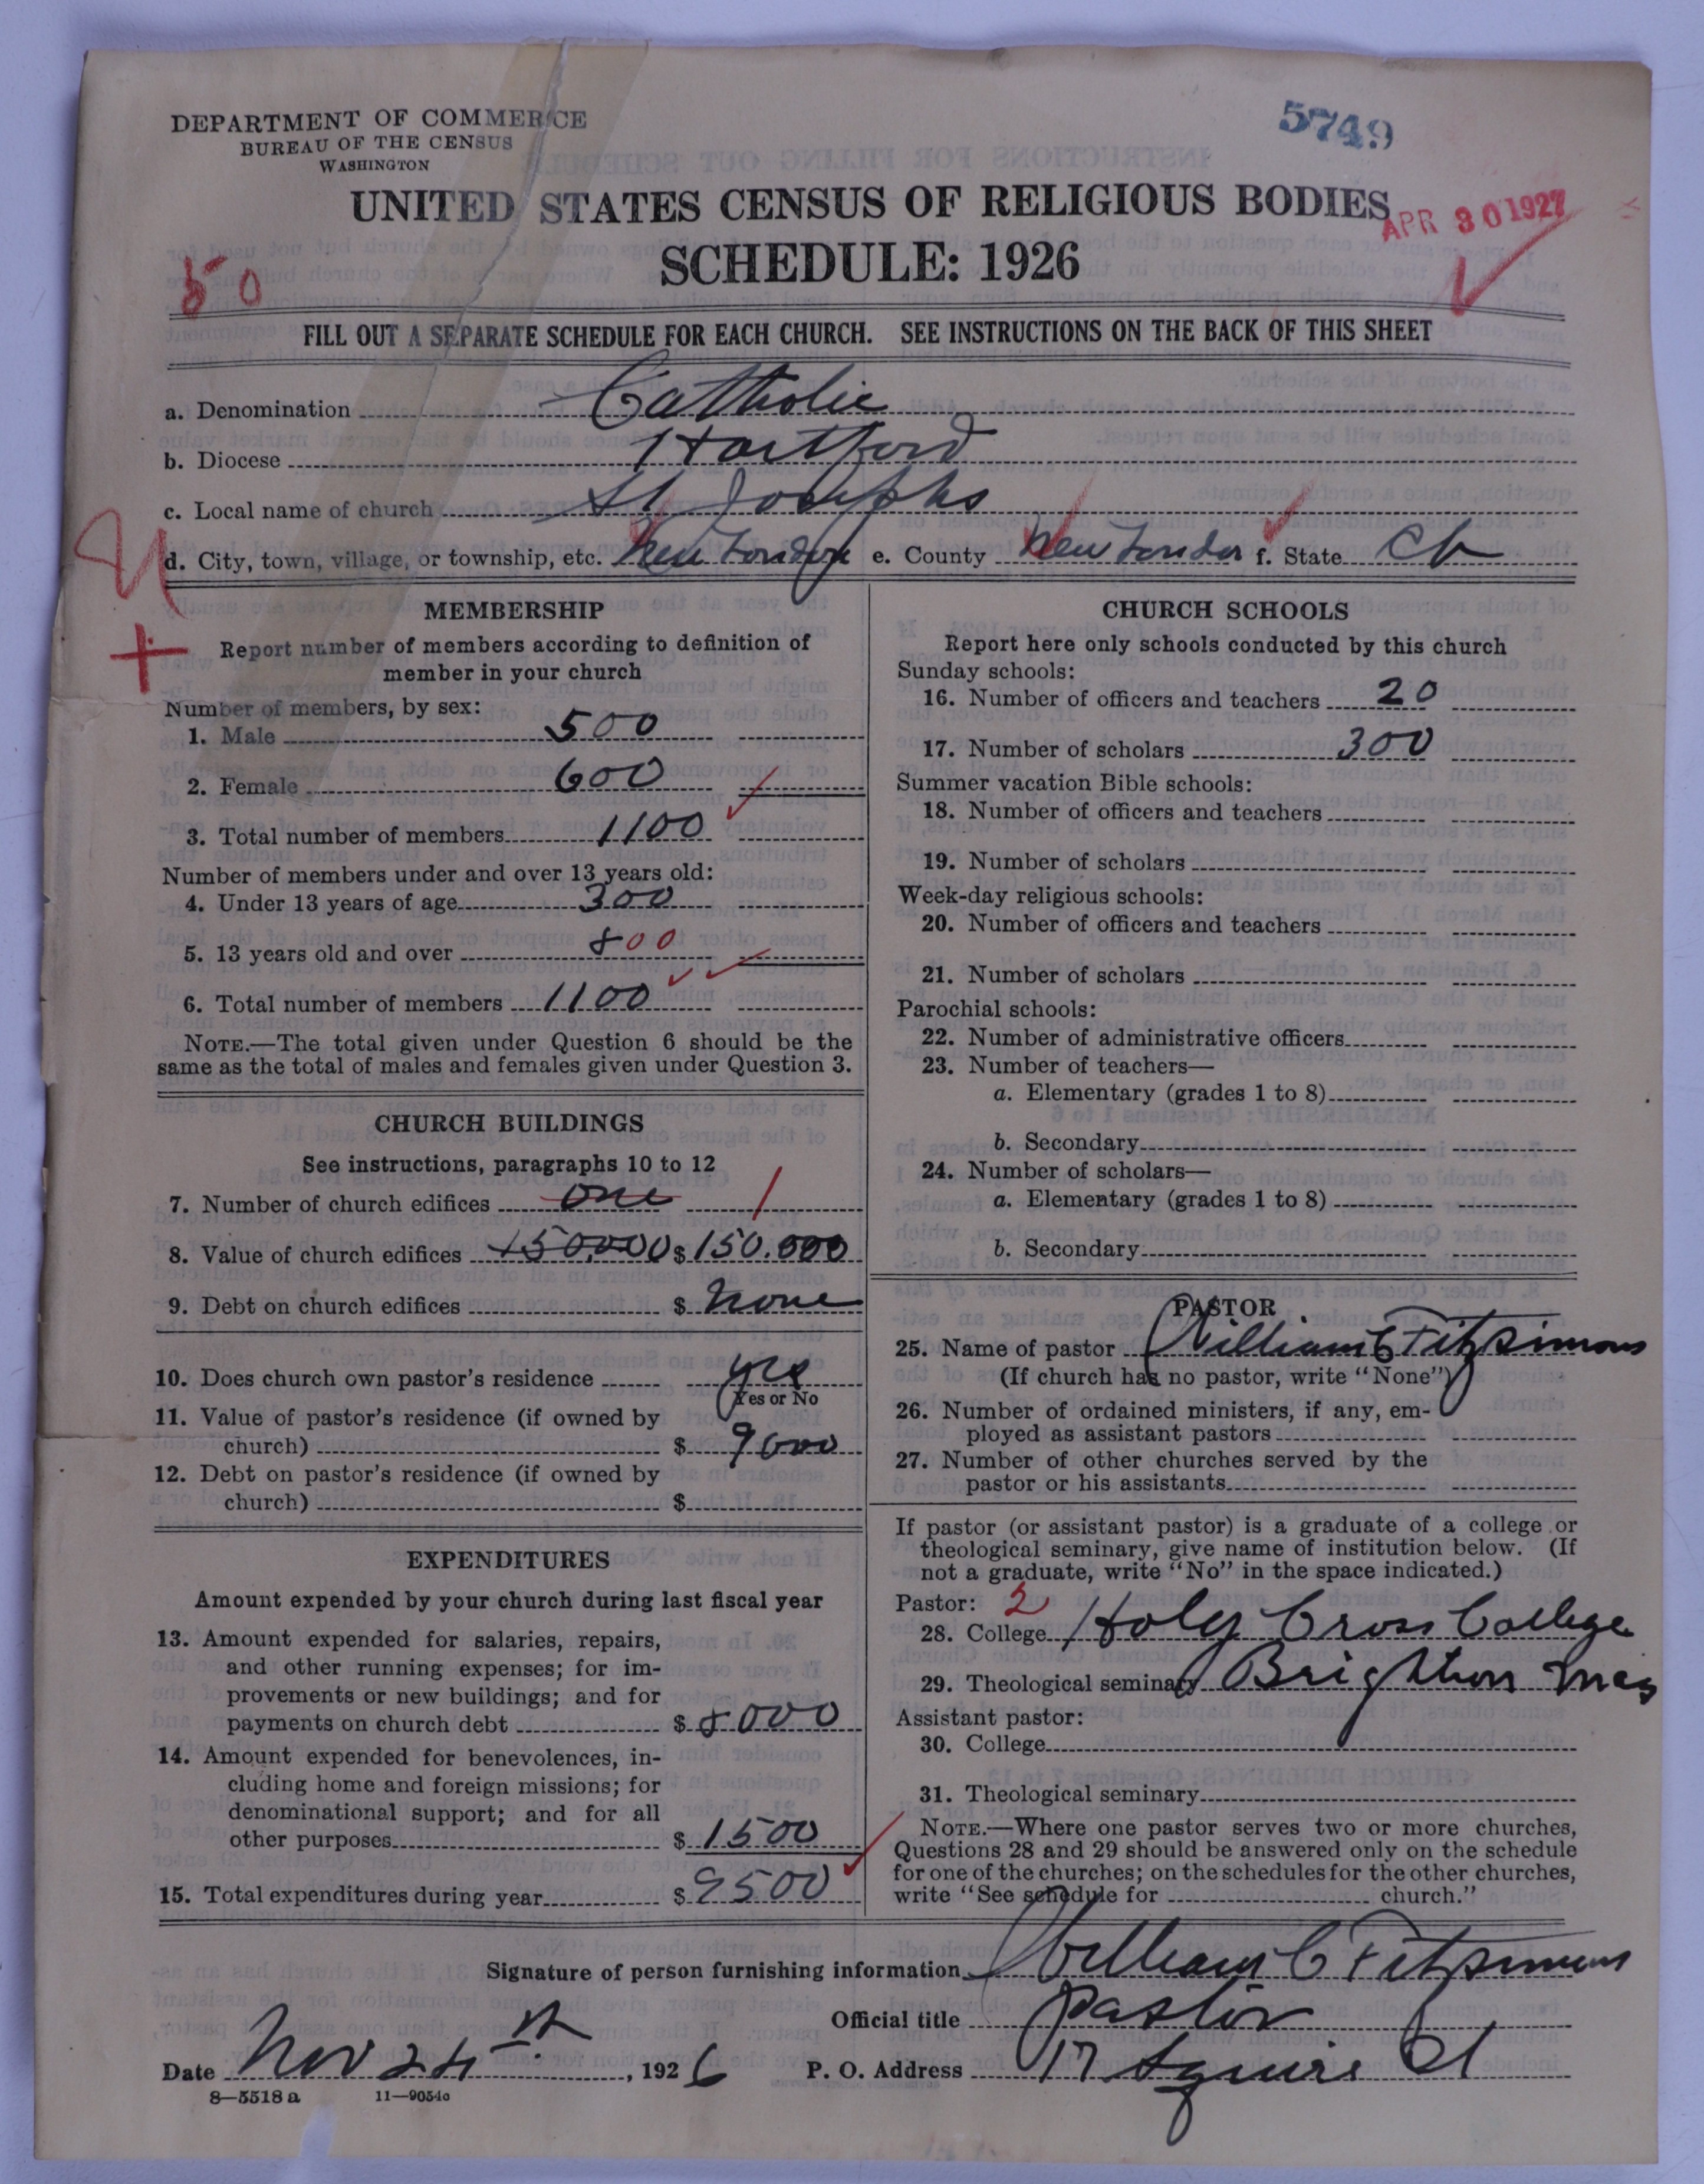 DEPARTMENT OF COMMERCE
BUREAU OF THE CENSUS
WASHINGTON
5749
UNITED STATES CENSUS OF RELIGIOUS BODIES
APR 30 1927
SCHEDULE: 1926
50
FILL OUT A SEPARATE SCHEDULE FOR EACH CHURCH. SEE INSTRUCTIONS ON THE BACK OF THIS SHEET
a. Denomination Catholic
b. Diocese Hartford
c. Local name of church St Josephs
d. City, town, village, or township, etc. New London e. County New London f. State Ct
MEMBERSHIP
Report number of members according to definition of
member in your church
Number of members, by sex:
1. Male 500
2. Female 600
3. Total number of members 1100
Number of members under and over 13 years old:
4. Under 13 years of age 300
5. 13 years old and over 800
6. Total number of members 1100
NOTE.—The total given under Question 6 should be the
same as the total of males and females given under Question 3.
CHURCH BUILDINGS
See instructions, paragraphs 10 to 12
7. Number of church edifices one 1
8. Value of church edifices 150,000 $ 150.000
9. Debt on church edifices $ None
10. Does church own pastor's residence yes
Yes or No
11. Value of pastor's residence (if owned by
church) $ 9000
12. Debt on pastor's residence (if owned by
church) $
EXPENDITURES
Amount expended by your church during last fiscal year
13. Amount expended for salaries, repairs,
and other running expenses; for im-
provements or new buildings; and for
payments on church debt $ 8000
14. Amount expended for benevolences, in-
cluding home and foreign missions; for
denominational support; and for all
other purposes $ 1500
15. Total expenditures during year $ 9500
CHURCH SCHOOLS
Report here only schools conducted by this church
Sunday schools:
16. Number of officers and teachers 20
17. Number of scholars 300
Summer vacation Bible schools:
18. Number of officers and teachers
19. Number of scholars
Week-day religious schools:
20. Number of officers and teachers
21. Number of scholars
Parochial schools:
22. Number of administrative officers
23. Number of teachers—
a. Elementary (grades 1 to 8)
b. Secondary
24. Number of scholars—
a. Elementary (grades 1 to 8)
b. Secondary
PASTOR
25. Name of pastor William C Fitzsimons
(If church has no pastor, write "None")
26. Number of ordained ministers, if any, em-
ployed as assistant pastors
27. Number of other churches served by the
pastor or his assistants
If pastor (or assistant pastor) is a graduate of a college or
theological seminary, give name of institution below. (If
not a graduate, write "No" in the space indicated.)
Pastor: 2
28. College Holy Cross College
29. Theological seminary Brighton Mas
Assistant pastor:
30. College
31. Theological seminary
NOTE.—Where one pastor serves two or more churches,
Questions 28 and 29 should be answered only on the schedule
for one of the churches; on the schedules for the other churches,
write "See schedule for church."
Signature of person furnishing information William C Fitzsimons
Official title Pastor
Date Nov 24th, 1926 P. O. Address 17 Squire St
8—5518 a 11—9054c